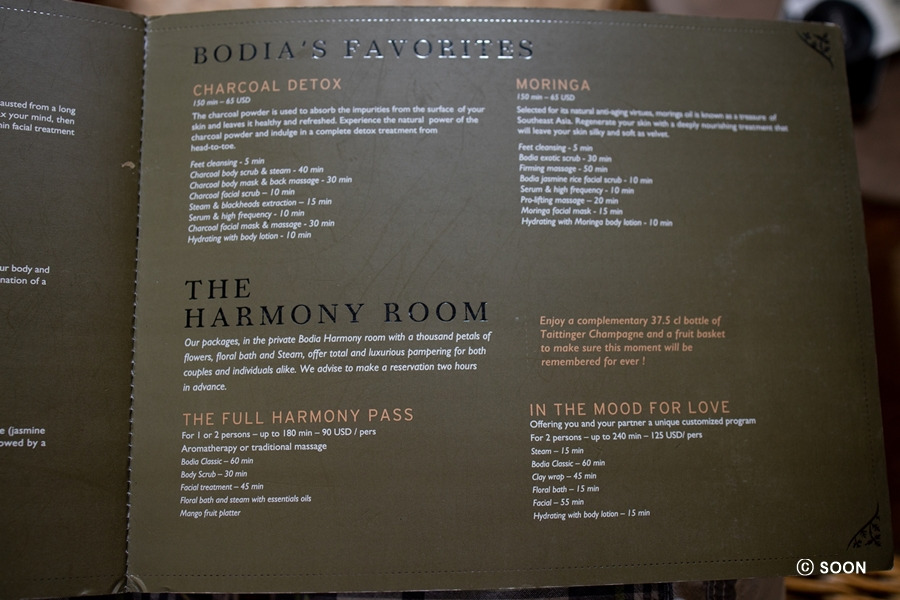 austed from a long
x your mind, then
in facial treatment
ur body and
nation of a
e (jasmine
owed by a
BODIA'S FAVORITES
CHARCOAL DETOX
150 min – 65 USD
The charcoal powder is used to absorb the impurities from the surface of your
skin and leaves it healthy and refreshed. Experience the natural power of the
charcoal powder and indulge in a complete detox treatment from
head-to-toe.
Feet cleansing - 5 min
Charcoal body scrub & steam - 40 min
Charcoal body mask & back massage - 30 min
Charcoal facial scrub – 10 min
Steam & blackheads extraction – 15 min
Serum & high frequency - 10 min
Charcoal facial mask & massage - 30 min
Hydrating with body lotion - 10 min
MORINGA
150 min – 65 USD
Selected for its natural anti-aging virtues, moringa oil is known as a treasure of
Southeast Asia. Regenerate your skin with a deeply nourishing treatment that
will leave your skin silky and soft as velvet.
Feet cleansing - 5 min
Bodia exotic scrub - 30 min
Firming massage - 50 min
Bodia jasmine rice facial scrub - 10 min
Serum & high frequency - 10 min
Pro-lifting massage – 20 min
Moringa facial mask - 15 min
Hydrating with Moringa body lotion - 10 min
THE
HARMONY ROOM
Our packages, in the private Bodia Harmony room with a thousand petals of
flowers, floral bath and Steam, offer total and luxurious pampering for both
couples and individuals alike. We advise to make a reservation two hours
in advance.
Enjoy a complementary 37.5 cl bottle of
Taittinger Champagne and a fruit basket
to make sure this moment will be
remembered for ever !
THE FULL HARMONY PASS
For 1 or 2 persons – up to 180 min – 90 USD / pers
Aromatherapy or traditional massage
Bodia Classic – 60 min
Body Scrub – 30 min
Facial treatment – 45 min
Floral bath and steam with essentials oils
Mango fruit platter
IN THE MOOD FOR LOVE
Offering you and your partner a unique customized program
For 2 persons – up to 240 min – 125 USD/ pers
Steam – 15 min
Bodia Classic – 60 min
Clay wrap – 45 min
Floral bath – 15 min
Facial – 55 min
Hydrating with body lotion – 15 min
© SOON